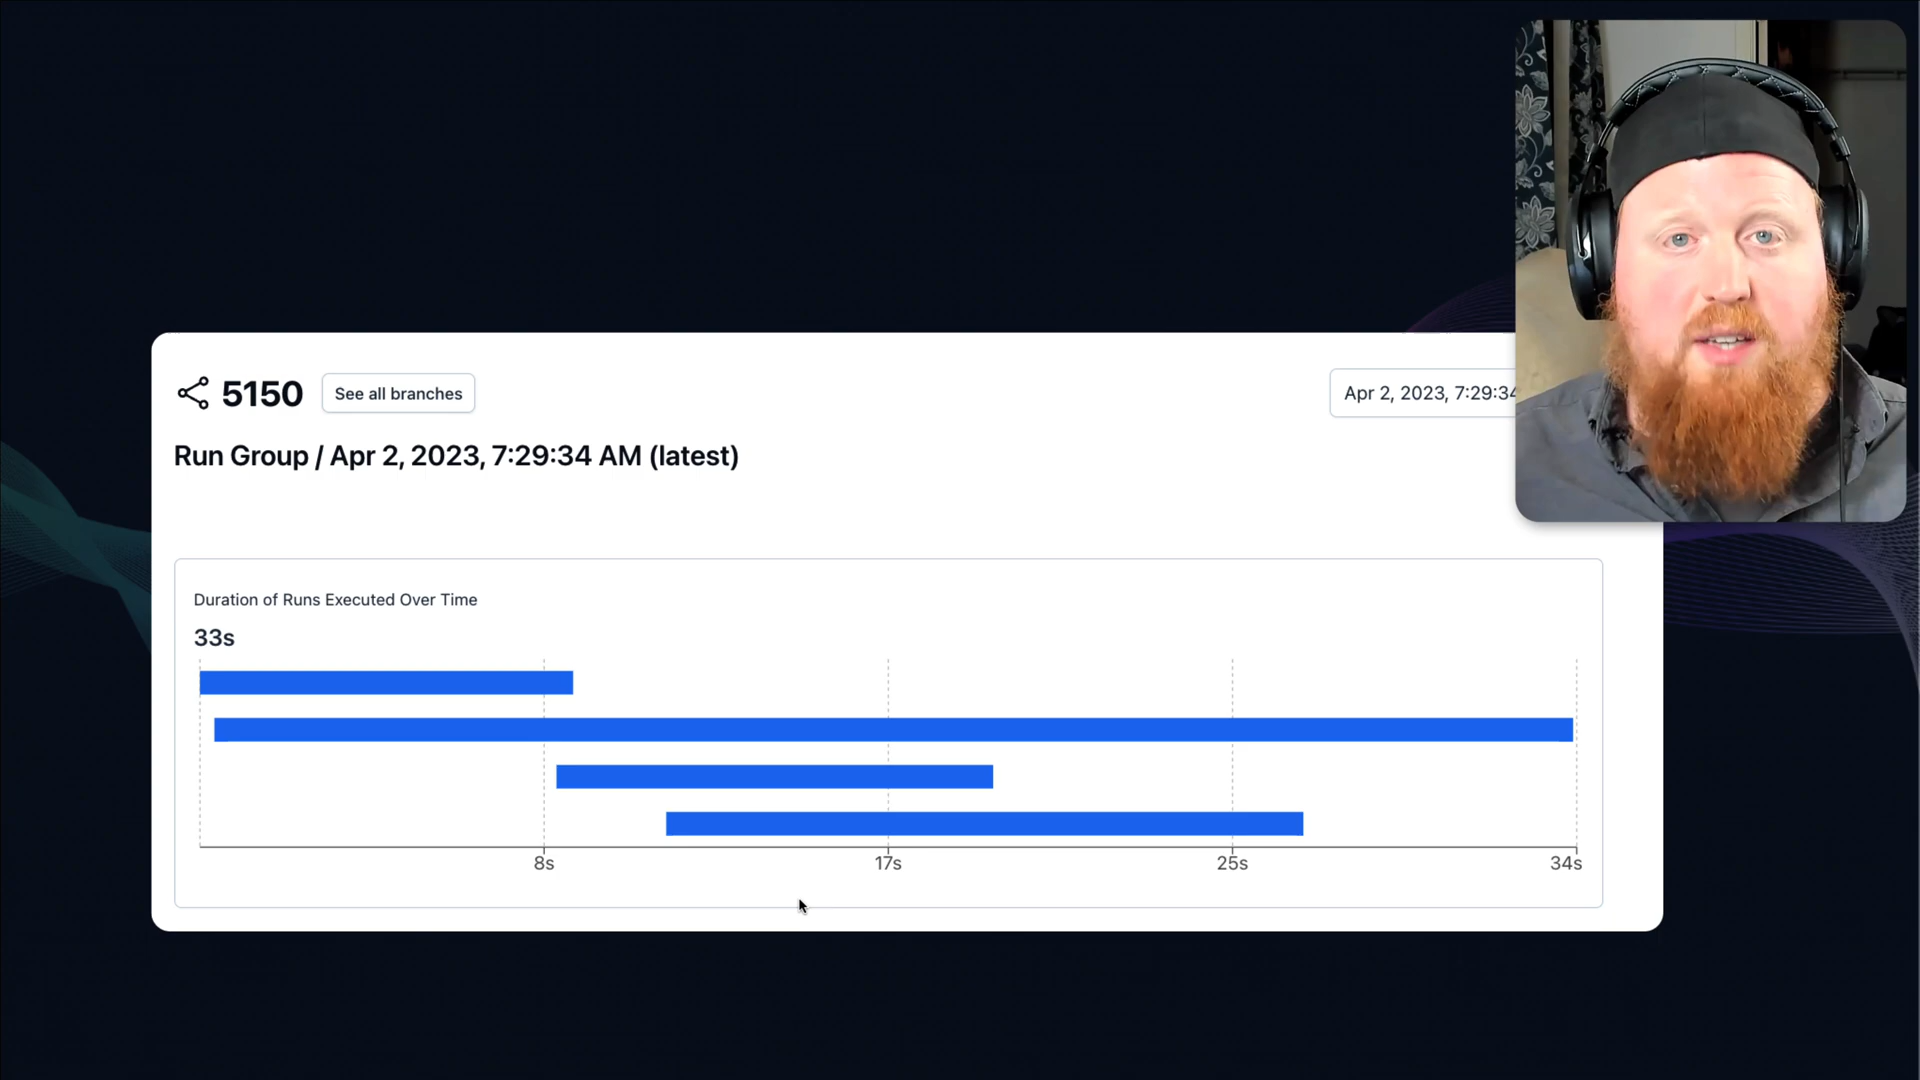 5150
See all branches
Apr 2, 2023, 7:29:34
Run Group / Apr 2, 2023, 7:29:34 AM (latest)
Duration of Runs Executed Over Time
33s
8s
17s
25s
34s